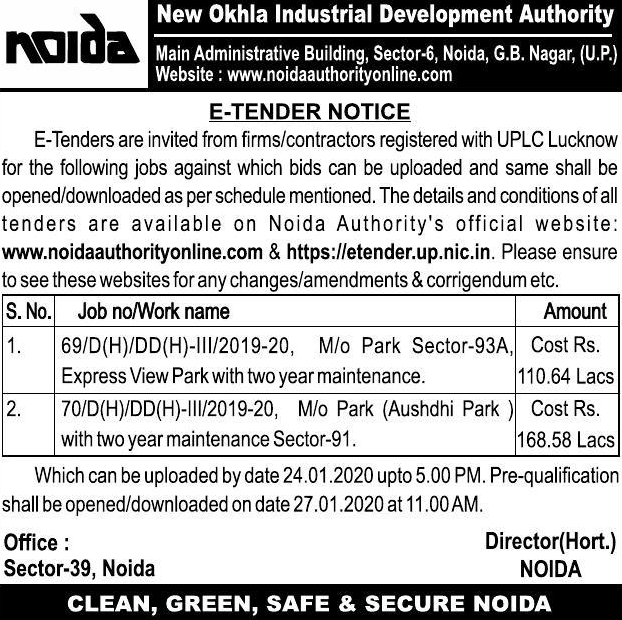 noida
New Okhla Industrial Development Authority
Main Administrative Building, Sector-6, Noida, G.B. Nagar, (U.P.)
Website : www.noidaauthorityonline.com
E-TENDER NOTICE
E-Tenders are invited from firms/contractors registered with UPLC Lucknow
for the following jobs against which bids can be uploaded and same shall be
opened/downloaded as per schedule mentioned. The details and conditions of all
tenders are available on Noida Authority's official website:
www.noidaauthorityonline.com & https://etender.up.nic.in. Please ensure
to see these websites for any changes/amendments & corrigendum etc.
S. No. Job no/Work name Amount
1. 69/D(H)/DD(H)-III/2019-20, M/o Park Sector-93A, Cost Rs.
Express View Park with two year maintenance. 110.64 Lacs
2. 70/D(H)/DD(H)-III/2019-20, M/o Park (Aushdhi Park ) Cost Rs.
with two year maintenance Sector-91. 168.58 Lacs
Which can be uploaded by date 24.01.2020 upto 5.00 PM. Pre-qualification
shall be opened/downloaded on date 27.01.2020 at 11.00 AM.
Office : Director(Hort.)
Sector-39, Noida NOIDA
CLEAN, GREEN, SAFE & SECURE NOIDA